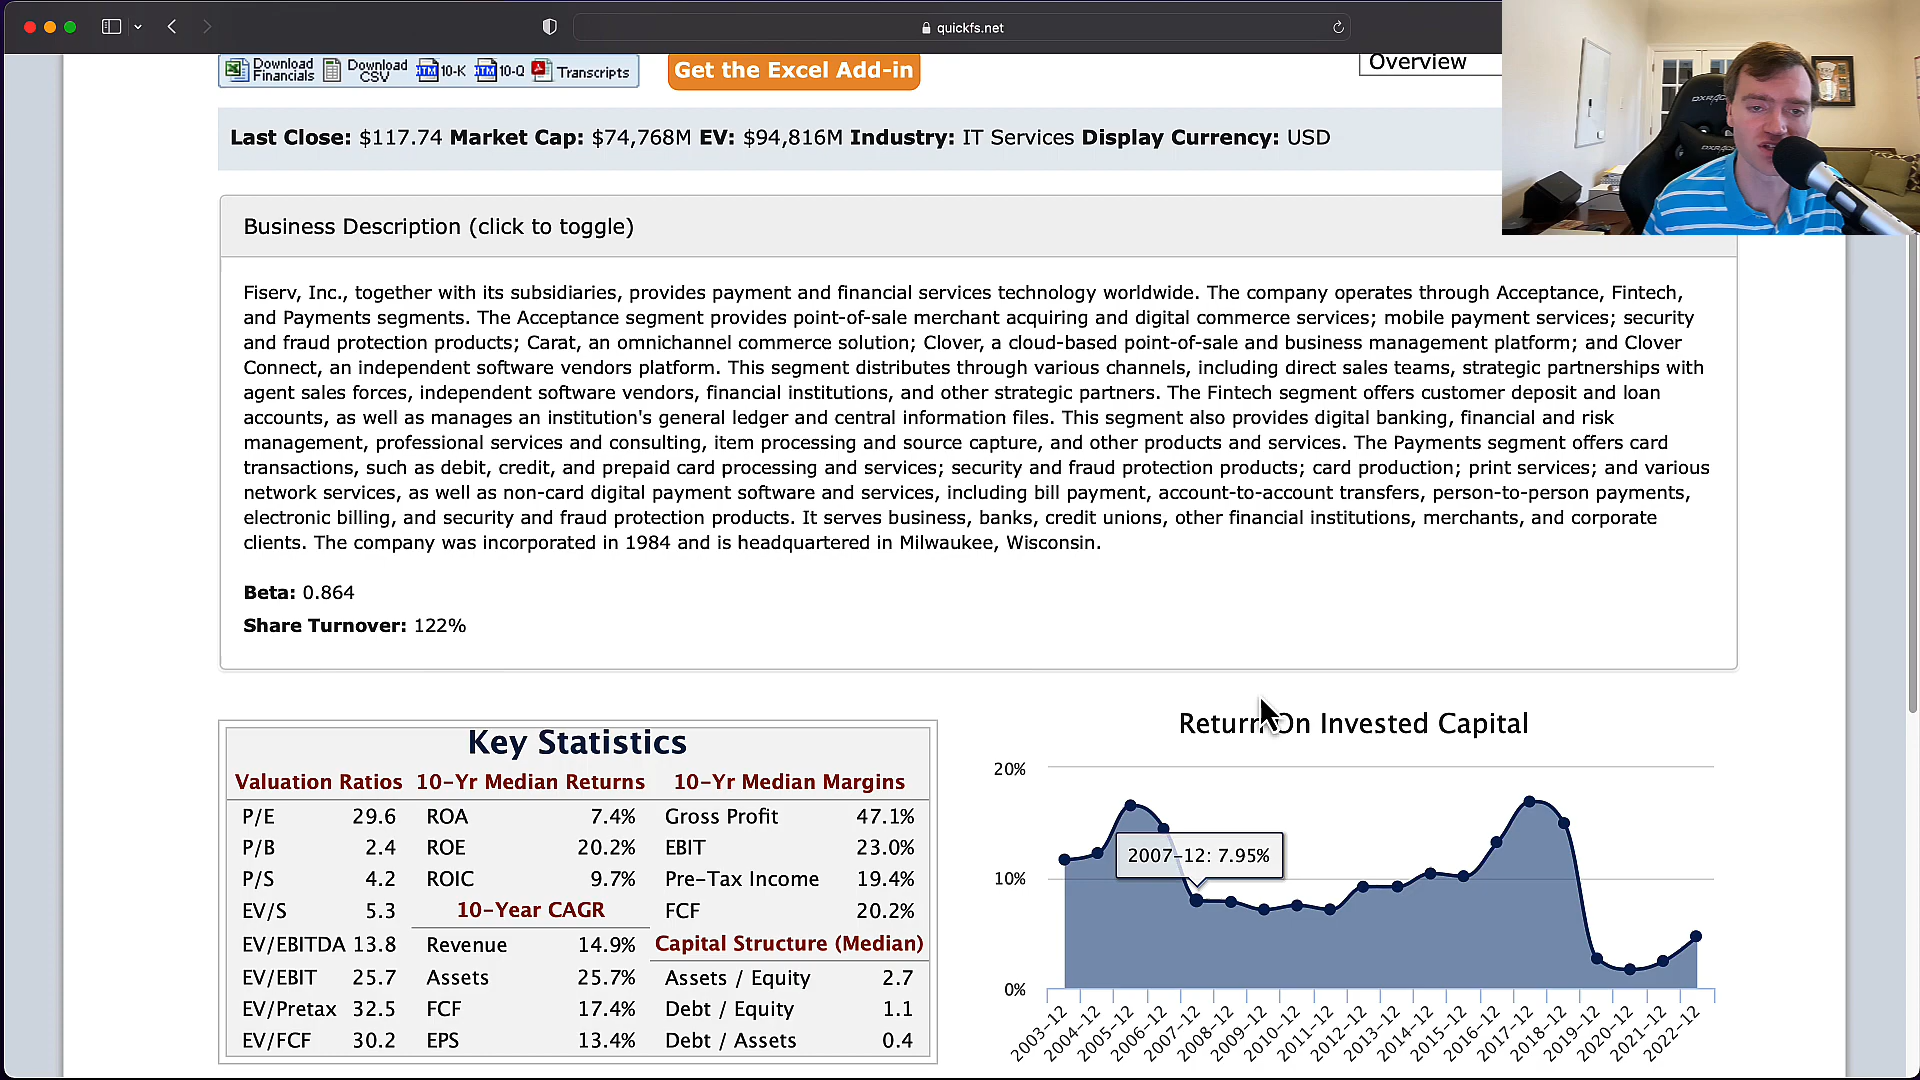 quickfs.net
Download Financials Download CSV 10-K 10-Q Transcripts
Get the Excel Add-in
Overview
Last Close: $117.74 Market Cap: $74,768M EV: $94,816M Industry: IT Services Display Currency: USD
Business Description (click to toggle)
Fiserv, Inc., together with its subsidiaries, provides payment and financial services technology worldwide. The company operates through Acceptance, Fintech,
and Payments segments. The Acceptance segment provides point-of-sale merchant acquiring and digital commerce services; mobile payment services; security
and fraud protection products; Carat, an omnichannel commerce solution; Clover, a cloud-based point-of-sale and business management platform; and Clover
Connect, an independent software vendors platform. This segment distributes through various channels, including direct sales teams, strategic partnerships with
agent sales forces, independent software vendors, financial institutions, and other strategic partners. The Fintech segment offers customer deposit and loan
accounts, as well as manages an institution's general ledger and central information files. This segment also provides digital banking, financial and risk
management, professional services and consulting, item processing and source capture, and other products and services. The Payments segment offers card
transactions, such as debit, credit, and prepaid card processing and services; security and fraud protection products; card production; print services; and various
network services, as well as non-card digital payment software and services, including bill payment, account-to-account transfers, person-to-person payments,
electronic billing, and security and fraud protection products. It serves business, banks, credit unions, other financial institutions, merchants, and corporate
clients. The company was incorporated in 1984 and is headquartered in Milwaukee, Wisconsin.
Beta: 0.864
Share Turnover: 122%
Key Statistics
Valuation Ratios 10-Yr Median Returns 10-Yr Median Margins
P/E 29.6 ROA 7.4% Gross Profit 47.1%
P/B 2.4 ROE 20.2% EBIT 23.0%
P/S 4.2 ROIC 9.7% Pre-Tax Income 19.4%
EV/S 5.3 10-Year CAGR FCF 20.2%
EV/EBITDA 13.8 Revenue 14.9% Capital Structure (Median)
EV/EBIT 25.7 Assets 25.7% Assets / Equity 2.7
EV/Pretax 32.5 FCF 17.4% Debt / Equity 1.1
EV/FCF 30.2 EPS 13.4% Debt / Assets 0.4
Return On Invested Capital
20%
2007-12: 7.95%
10%
0%
2003-12 2004-12 2005-12 2006-12 2007-12 2008-12 2009-12 2010-12 2011-12 2012-12 2013-12 2014-12 2015-12 2016-12 2017-12 2018-12 2019-12 2020-12 2021-12 2022-12